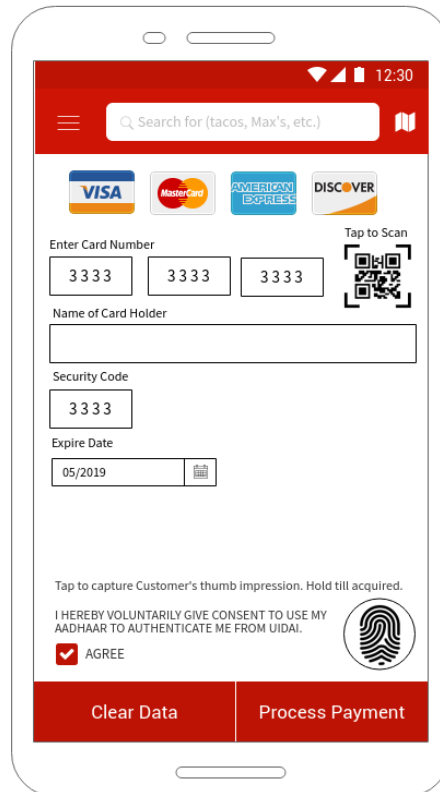 12:30
Search for (tacos, Max's, etc.)
VISA
MasterCard
AMERICAN EXPRESS
DISCOVER
Tap to Scan
Enter Card Number
3333 3333 3333
Name of Card Holder
Security Code
3333
Expire Date
05/2019
Tap to capture Customer's thumb impression. Hold till acquired.
I HEREBY VOLUNTARILY GIVE CONSENT TO USE MY
AADHAAR TO AUTHENTICATE ME FROM UIDAI.
AGREE
Clear Data
Process Payment